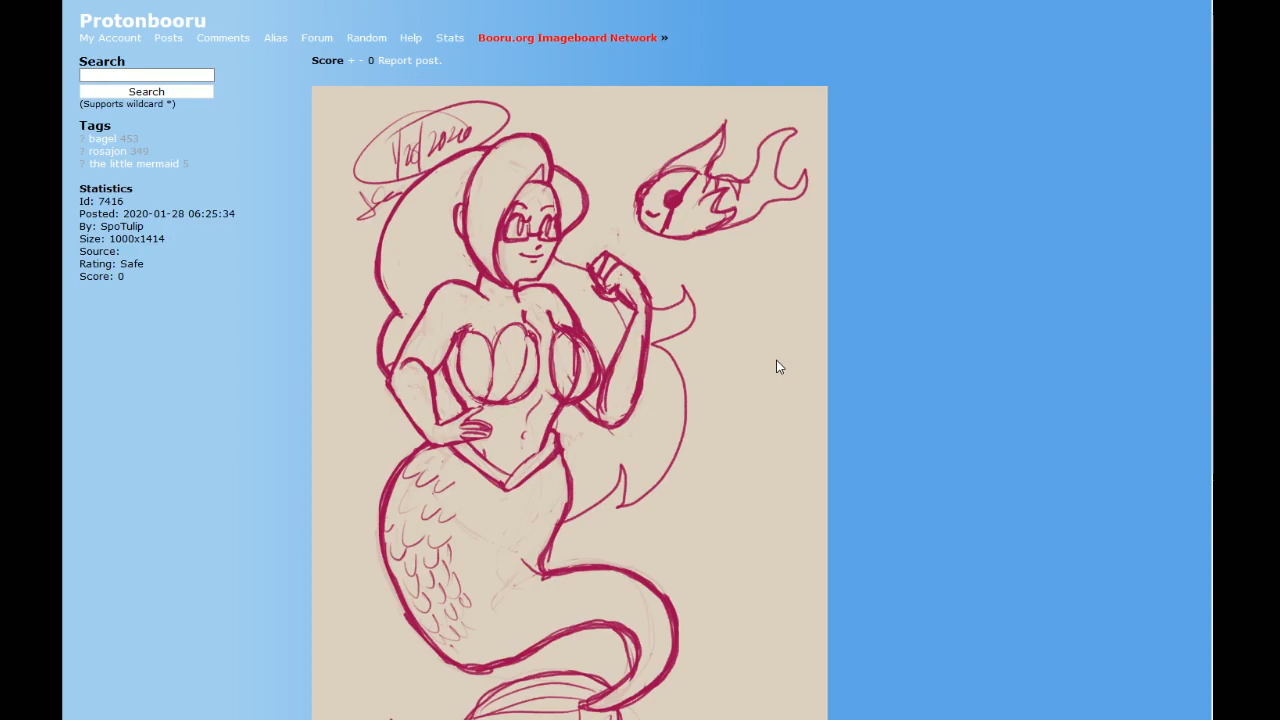 Protonbooru
My Account Posts Comments Alias Forum Random Help Stats Booru.org Imageboard Network »
Search
Score + - 0 Report post.
Search
(Supports wildcard *)
Tags
? bagel 453
? rosajon 349
? the little mermaid 5
Statistics
Id: 7416
Posted: 2020-01-28 06:25:34
By: SpoTulip
Size: 1000x1414
Source:
Rating: Safe
Score: 0